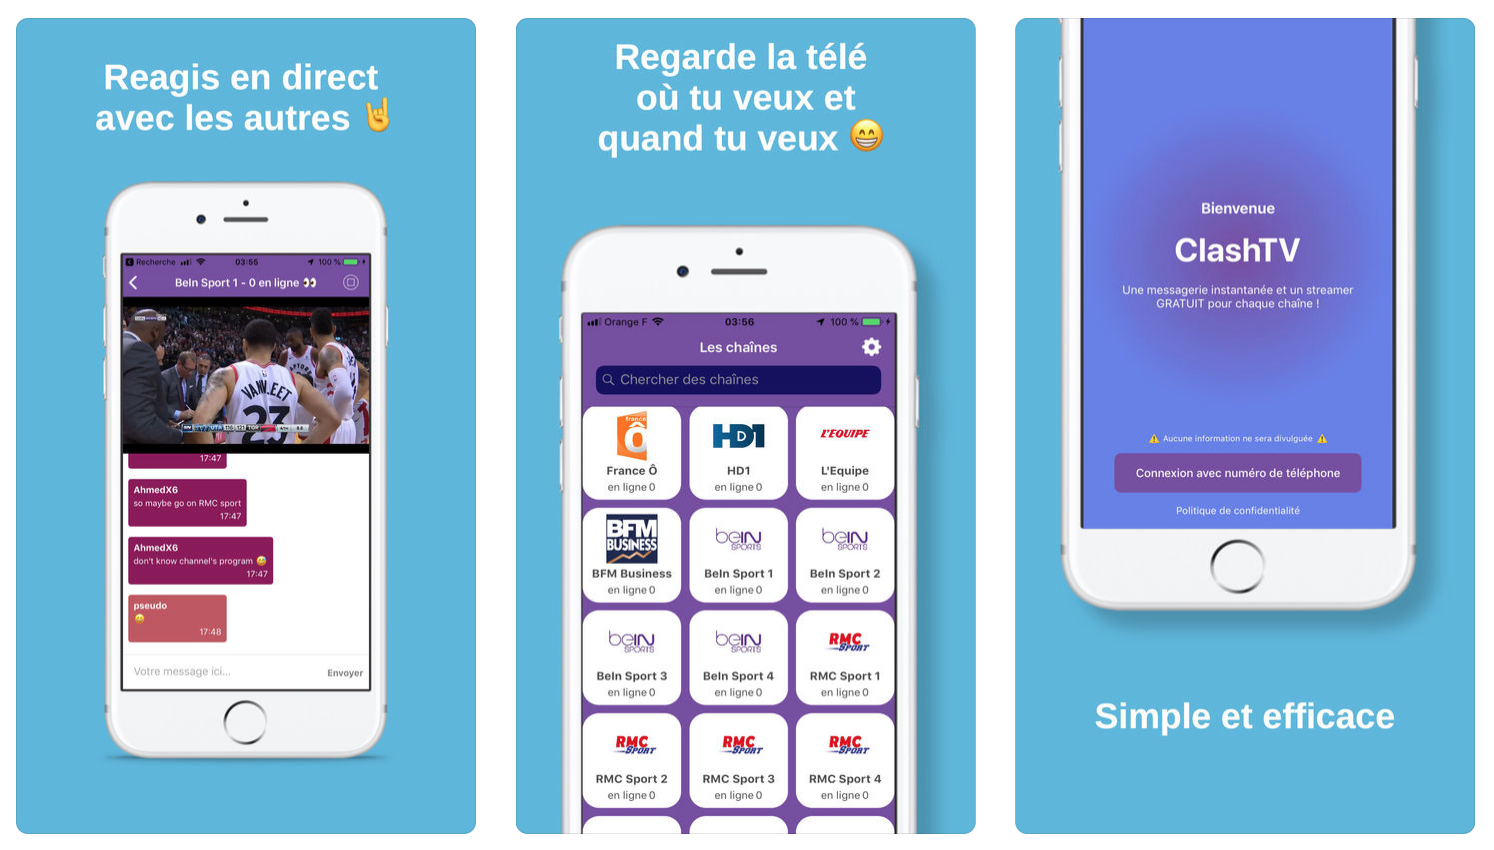 Reagis en direct
avec les autres 🤘
Recherche
03:55
100 %
BeIn Sport 1 - 0 en ligne 👀
VANVLEET
23
UTA
TOR
17:47
AhmedX6
so maybe go on RMC sport
17:47
AhmedX6
don't know channel's program 😅
17:47
pseudo
17:48
Votre message ici...
Envoyer
Regarde la télé
où tu veux et
quand tu veux 😁
Orange F
03:56
100 %
Les chaînes
Chercher des chaînes
france
ô
HD1
L'EQUIPE
France Ô
HD1
L'Equipe
en ligne 0
en ligne 0
en ligne 0
BFM
BUSINESS
beIN
SPORTS
beIN
SPORTS
BFM Business
BeIn Sport 1
BeIn Sport 2
en ligne 0
en ligne 0
en ligne 0
beIN
SPORTS
beIN
SPORTS
RMC
SPORT
BeIn Sport 3
BeIn Sport 4
RMC Sport 1
en ligne 0
en ligne 0
en ligne 0
RMC
SPORT
RMC
SPORT
RMC
SPORT
RMC Sport 2
RMC Sport 3
RMC Sport 4
en ligne 0
en ligne 0
en ligne 0
Bienvenue
ClashTV
Une messagerie instantanée et un streamer
GRATUIT pour chaque chaîne !
⚠️ Aucune information ne sera divulguée ⚠️
Connexion avec numéro de téléphone
Politique de confidentialité
Simple et efficace